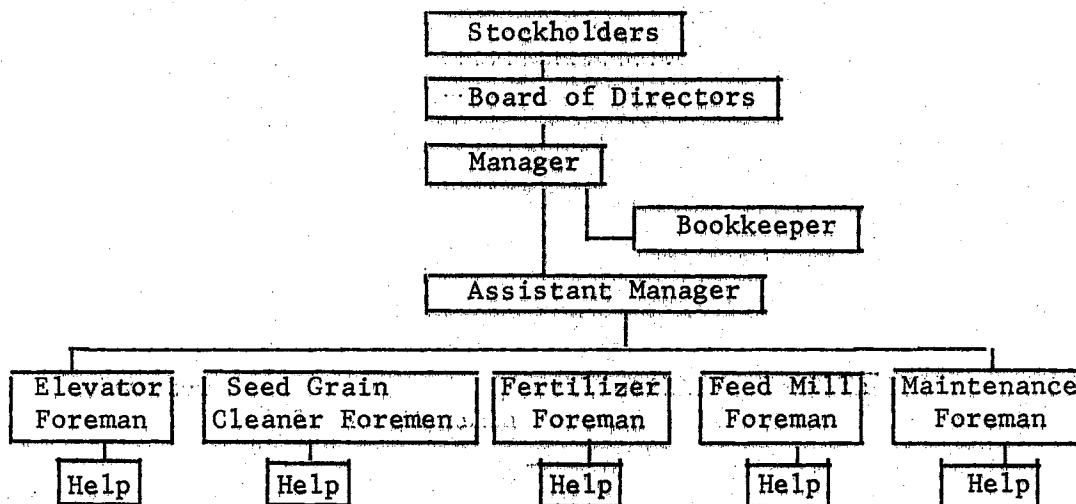 Stockholders
Board of Directors
Manager
Bookkeeper
Assistant Manager
Elevator
Foreman
Seed Grain
Cleaner Foremen
Fertilizer
Foreman
Feed Mill
Foreman
Maintenance
Foreman
Help
Help
Help
Help
Help